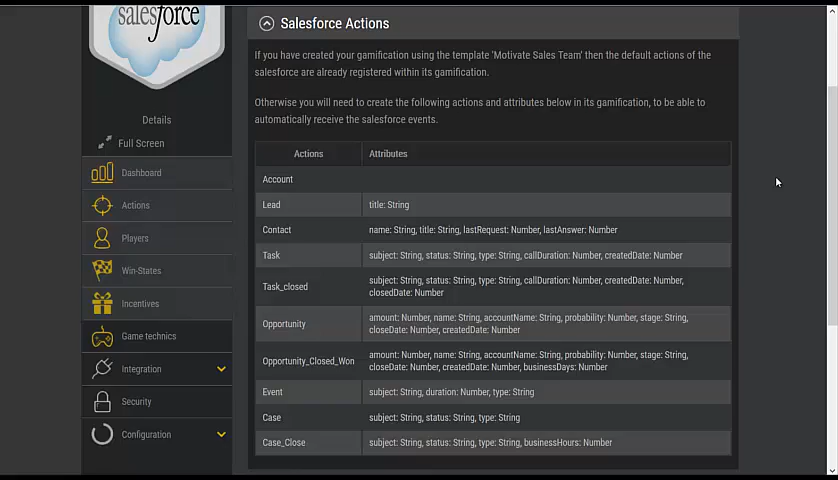 salesforce
Details
Full Screen
Dashboard
Actions
Players
Win-States
Incentives
Game technics
Integration
Security
Configuration
Salesforce Actions
If you have created your gamification using the template 'Motivate Sales Team' then the default actions of the
salesforce are already registered within its gamification.
Otherwise you will need to create the following actions and attributes below in its gamification, to be able to
automatically receive the salesforce events.
Actions Attributes
Account
Lead title: String
Contact name: String, title: String, lastRequest: Number, lastAnswer: Number
Task subject: String, status: String, type: String, callDuration: Number, createdDate: Number
Task_closed subject: String, status: String, type: String, callDuration: Number, createdDate: Number,
closedDate: Number
Opportunity amount: Number, name: String, accountName: String, probability: Number, stage: String,
closeDate: Number, createdDate: Number
Opportunity_Closed_Won amount: Number, name: String, accountName: String, probability: Number, stage: String,
closeDate: Number, createdDate: Number, businessDays: Number
Event subject: String, duration: Number, type: String
Case subject: String, status: String, type: String
Case_Close subject: String, status: String, type: String, businessHours: Number